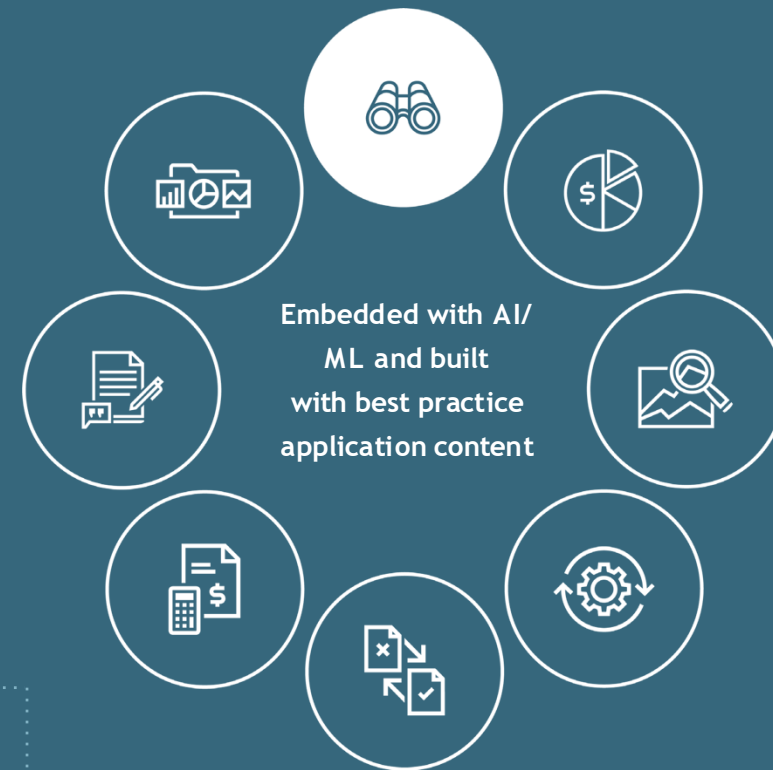 Embedded with AI/
ML and built
with best practice
application content
$
$